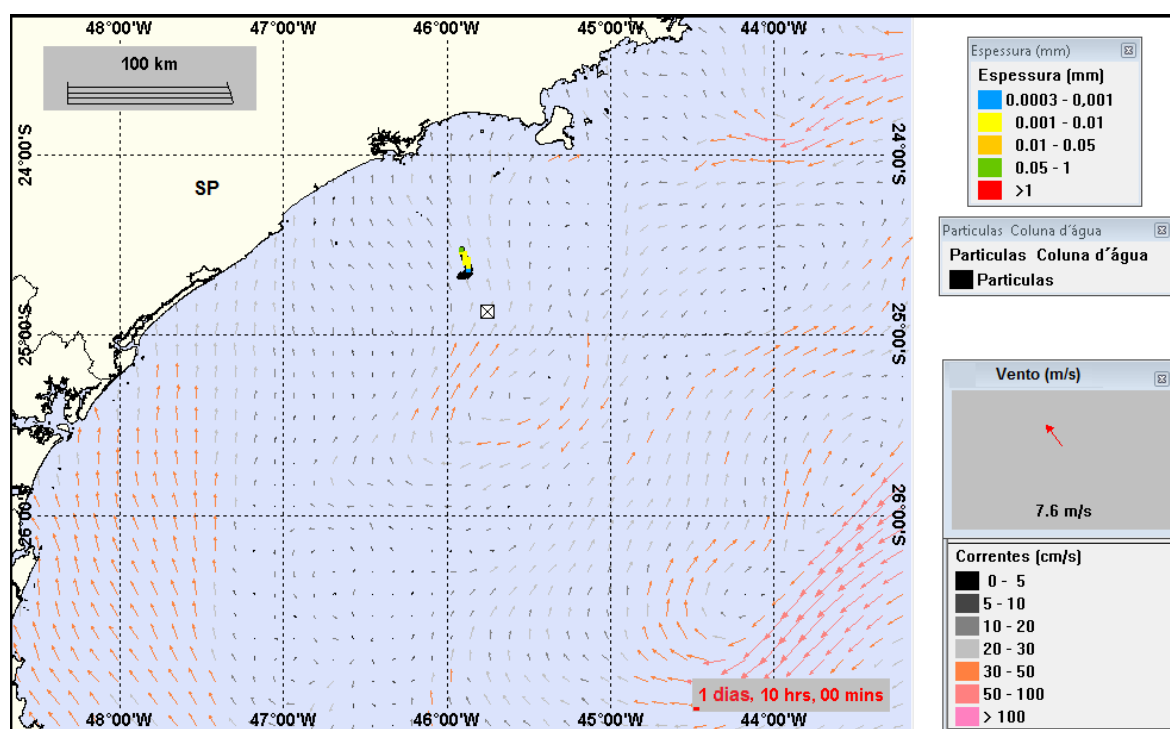 48°00'W 47°00'W 46°00'W 45°00'W 44°00'W
100 km
24°00'S
24°00'S
SP
25°00'S
25°00'S
26°00'S
26°00'S
1 dias, 10 hrs, 00 mins
48°00'W 47°00'W 46°00'W 45°00'W 44°00'W
Espessura (mm)
Espessura (mm)
0.0003 - 0,001
0.001 - 0.01
0.01 - 0.05
0.05 - 1
>1
Particulas Coluna d´água
Particulas Coluna d´água
Particulas
Vento (m/s)
7.6 m/s
Correntes (cm/s)
0 - 5
5 - 10
10 - 20
20 - 30
30 - 50
50 - 100
> 100